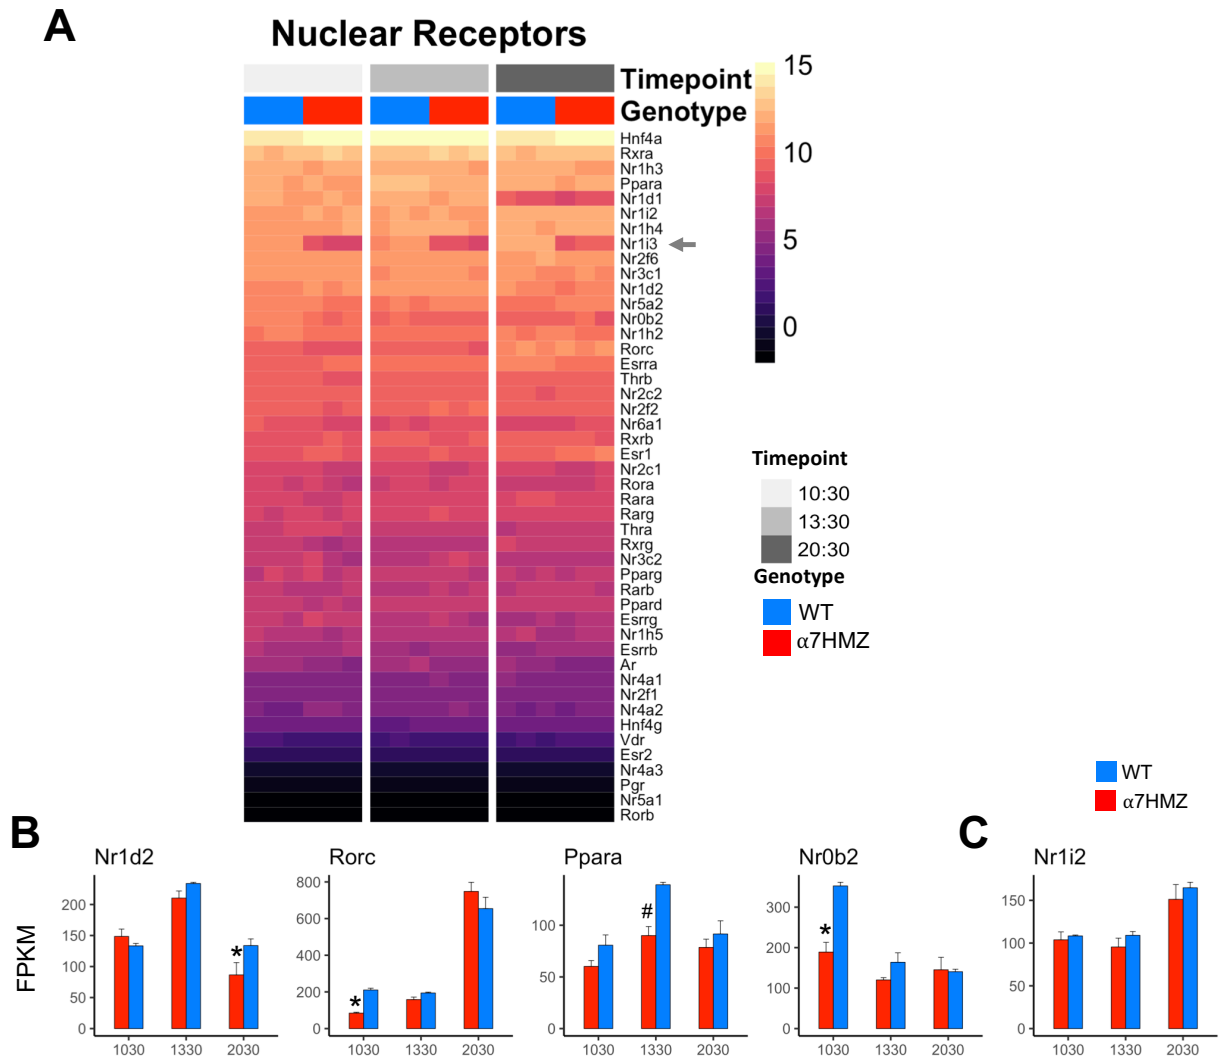 A
Nuclear Receptors
Timepoint
Genotype
15
10
5
0
Hnf4a
Rxra
Nr1h3
Ppara
Nr1d1
Nr1i2
Nr1h4
Nr1i3
Nr2f6
Nr3c1
Nr1d2
Nr5a2
Nr0b2
Nr1h2
Rorc
Esrra
Thrb
Nr2c2
Nr2f2
Nr6a1
Rxrb
Esr1
Nr2c1
Rora
Rara
Rarg
Thra
Rxrg
Nr3c2
Pparg
Rarb
Ppard
Esrrg
Nr1h5
Esrrb
Ar
Nr4a1
Nr2f1
Nr4a2
Hnf4g
Vdr
Esr2
Nr4a3
Pgr
Nr5a1
Rorb
Timepoint
10:30
13:30
20:30
Genotype
WT
α7HMZ
WT
α7HMZ
B
C
Nr1d2
Rorc
Ppara
Nr0b2
Nr1i2
FPKM
200
150
100
50
0
*
1030 1330 2030
800
600
400
200
0
*
1030 1330 2030
100
50
0
#
1030 1330 2030
300
200
100
0
*
1030 1330 2030
150
100
50
0
1030 1330 2030